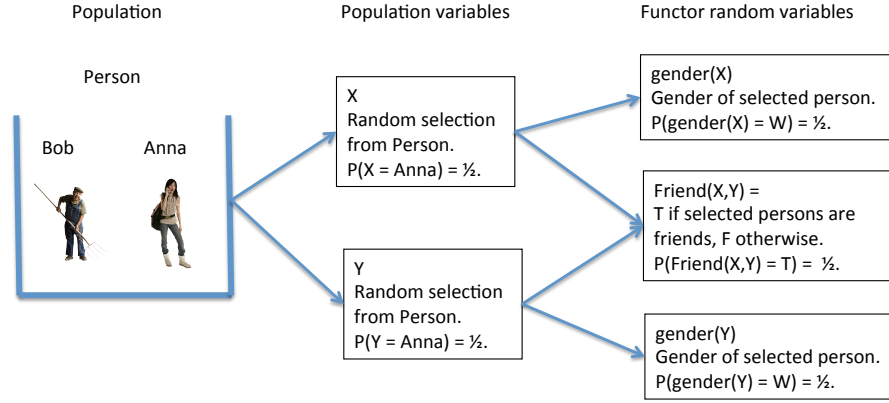 Population
Population variables
Functor random variables
Person
Bob
Anna
X
Random selection
from Person.
P(X = Anna) = ½.
Y
Random selection
from Person.
P(Y = Anna) = ½.
gender(X)
Gender of selected person.
P(gender(X) = W) = ½.
Friend(X,Y) =
T if selected persons are
friends, F otherwise.
P(Friend(X,Y) = T) = ½.
gender(Y)
Gender of selected person.
P(gender(Y) = W) = ½.